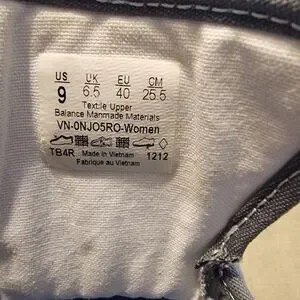 US UK EU CM
9 6.5 40 25.5
Textile Upper
Balance Manmade Materials
VN-0NJO5RO-Women
TB4R Made in Vietnam 1212
Fabrique au Vietnam